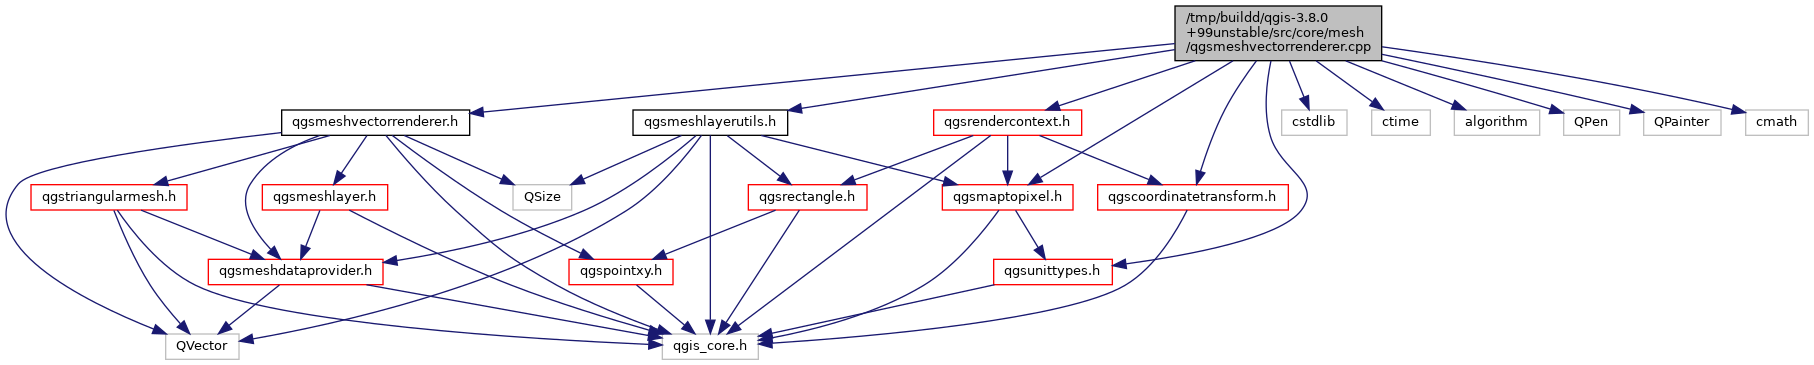 /tmp/buildd/qgis-3.8.0
+99unstable/src/core/mesh
/qgsmeshvectorrenderer.cpp
qgsmeshvectorrenderer.h
qgsmeshlayerutils.h
qgsrendercontext.h
cstdlib
ctime
algorithm
QPen
QPainter
cmath
qgstriangularmesh.h
qgsmeshlayer.h
QSize
qgsrectangle.h
qgsmaptopixel.h
qgscoordinatetransform.h
qgsmeshdataprovider.h
qgspointxy.h
qgsunittypes.h
QVector
qgis_core.h